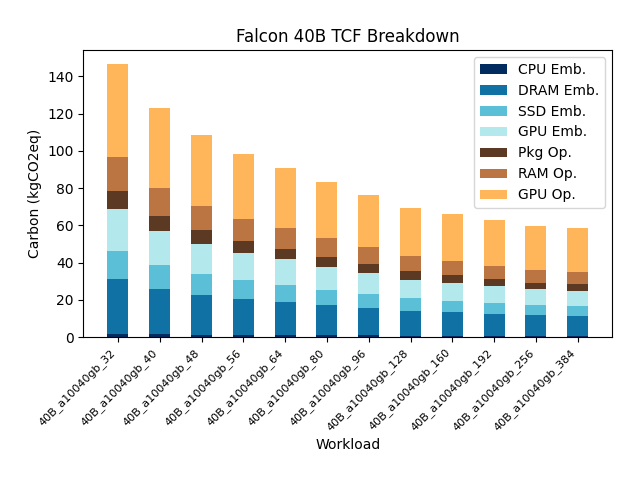 Falcon 40B TCF Breakdown
CPU Emb.
DRAM Emb.
SSD Emb.
GPU Emb.
Pkg Op.
RAM Op.
GPU Op.
Carbon (kgCO2eq)
140
120
100
80
60
40
20
0
40B_a10040gb_32
40B_a10040gb_40
40B_a10040gb_48
40B_a10040gb_56
40B_a10040gb_64
40B_a10040gb_80
40B_a10040gb_96
40B_a10040gb_128
40B_a10040gb_160
40B_a10040gb_192
40B_a10040gb_256
40B_a10040gb_384
Workload